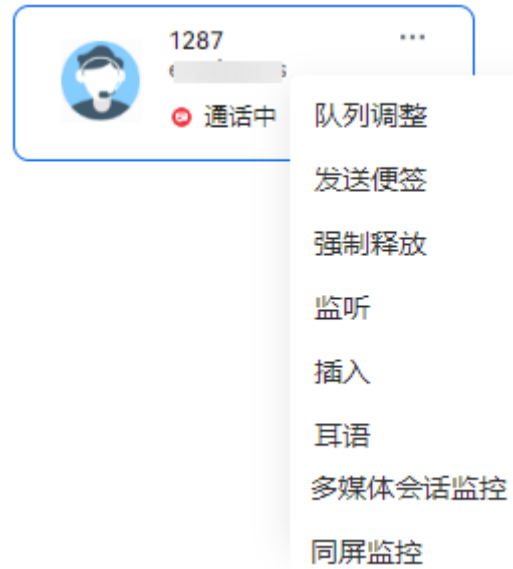 1287
...
通话中
队列调整
发送便签
强制释放
监听
插入
耳语
多媒体会话监控
同屏监控